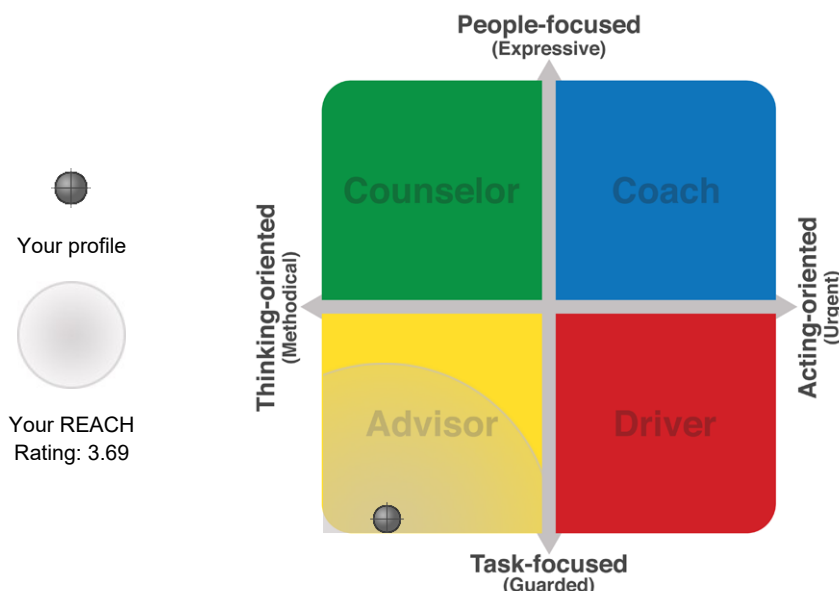 People-focused
(Expressive)
Counselor
Coach
Your profile
Thinking-oriented
(Methodical)
Acting-oriented
(Urgent)
Your REACH
Rating: 3.69
Advisor
Driver
Task-focused
(Guarded)